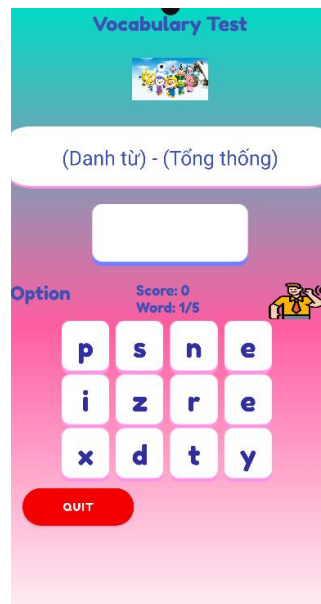 Vocabulary Test
(Danh từ) - (Tổng thống)
Option
Score: 0
Word: 1/5
p s n e
i z r e
x d t y
QUIT